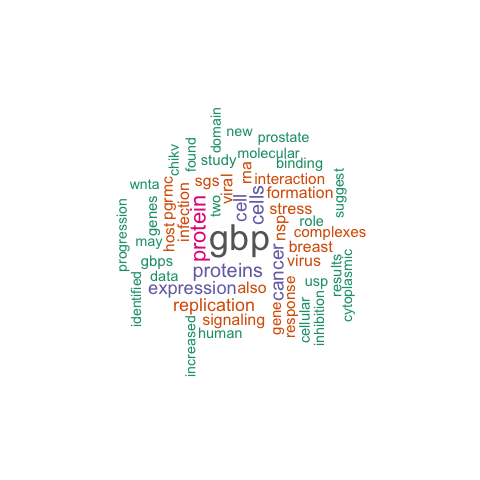 domain
new
prostate
found
chikv
study
molecular
binding
sgs
rna
wnta
viral
interaction
suggest
pgrmc
infection
formation
genes
two
cell
cells
stress
role
progression
host
protein
gbp
nsp
complexes
may
breast
gbps
virus
data
proteins
cancer
results
cytoplasmic
identified
expression
also
usp
replication
gene
response
cellular
inhibition
signaling
human
increased